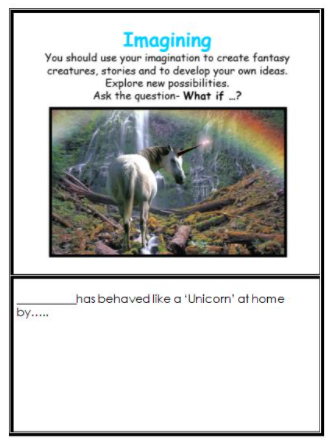 Imagining
You should use your imagination to create fantasy
creatures, stories and to develop your own ideas.
Explore new possibilities.
Ask the question- What if …?
__________has behaved like a 'Unicorn' at home
by…..